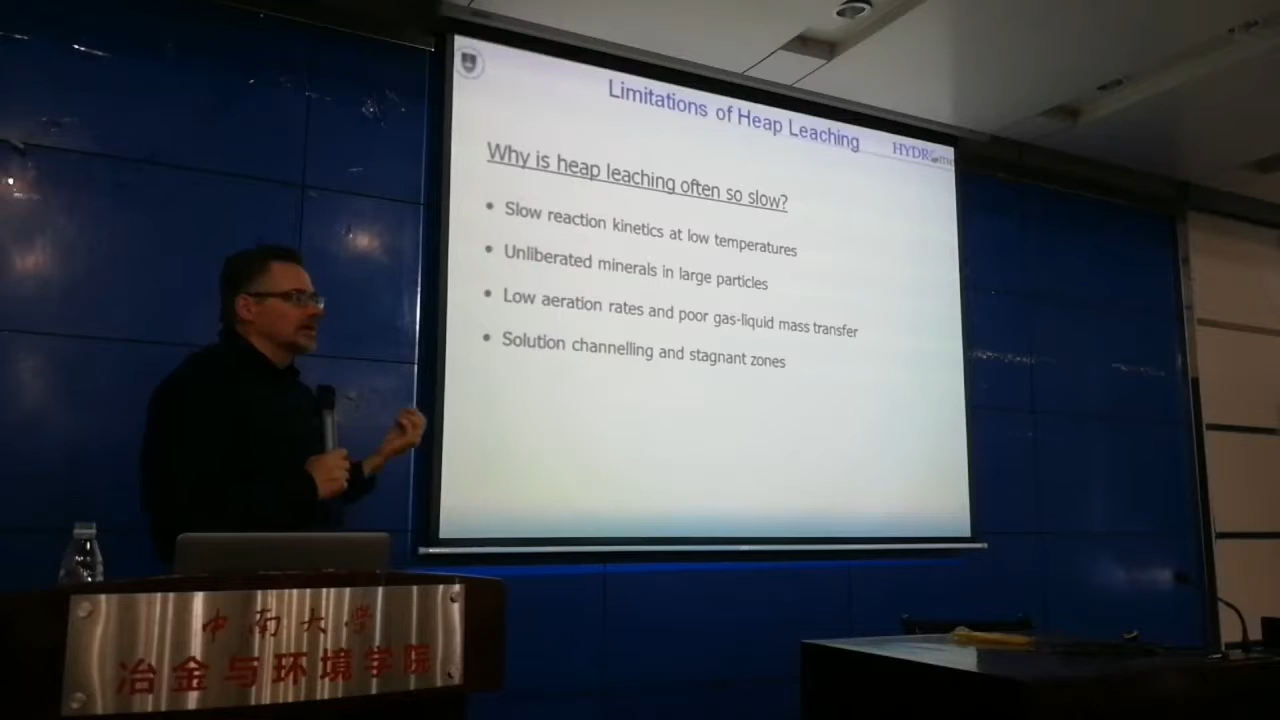 Limitations of Heap Leaching
HYDROme
Why is heap leaching often so slow?
• Slow reaction kinetics at low temperatures
• Unliberated minerals in large particles
• Low aeration rates and poor gas-liquid mass transfer
• Solution channelling and stagnant zones
中南大学
冶金与环境学院